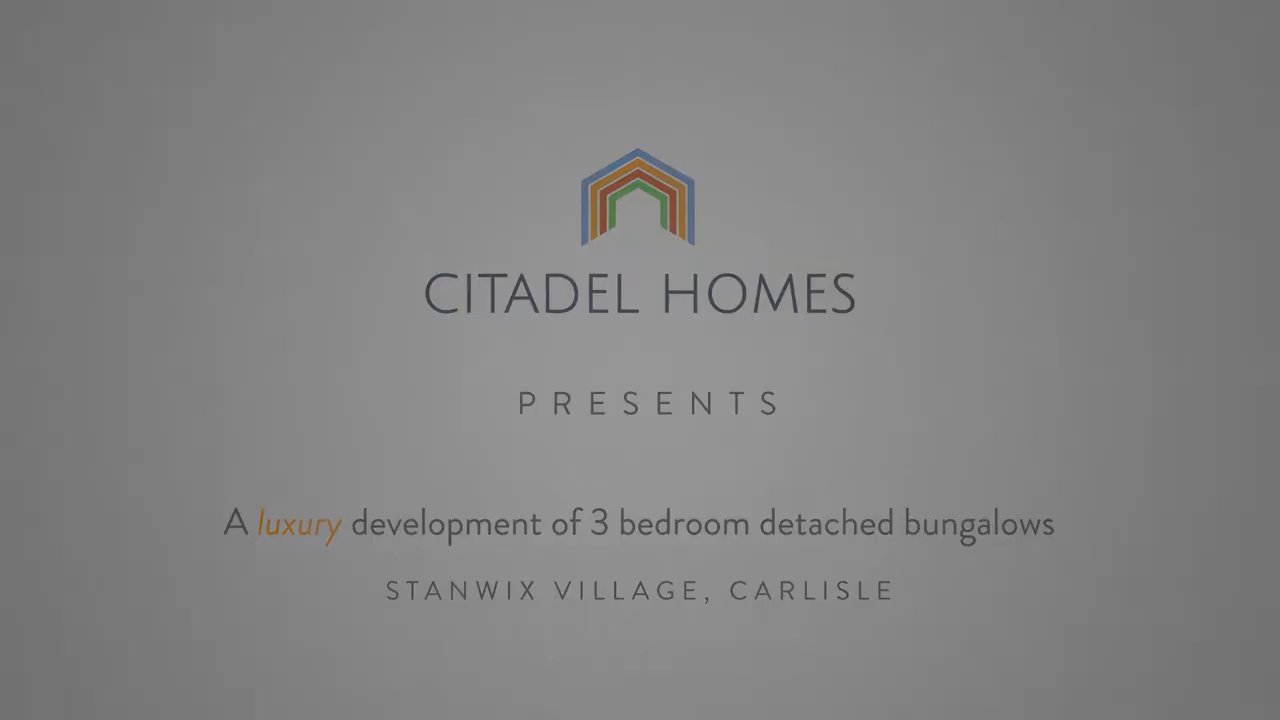 CITADEL HOMES
PRESENTS
A luxury development of 3 bedroom detached bungalows
STANWIX VILLAGE, CARLISLE